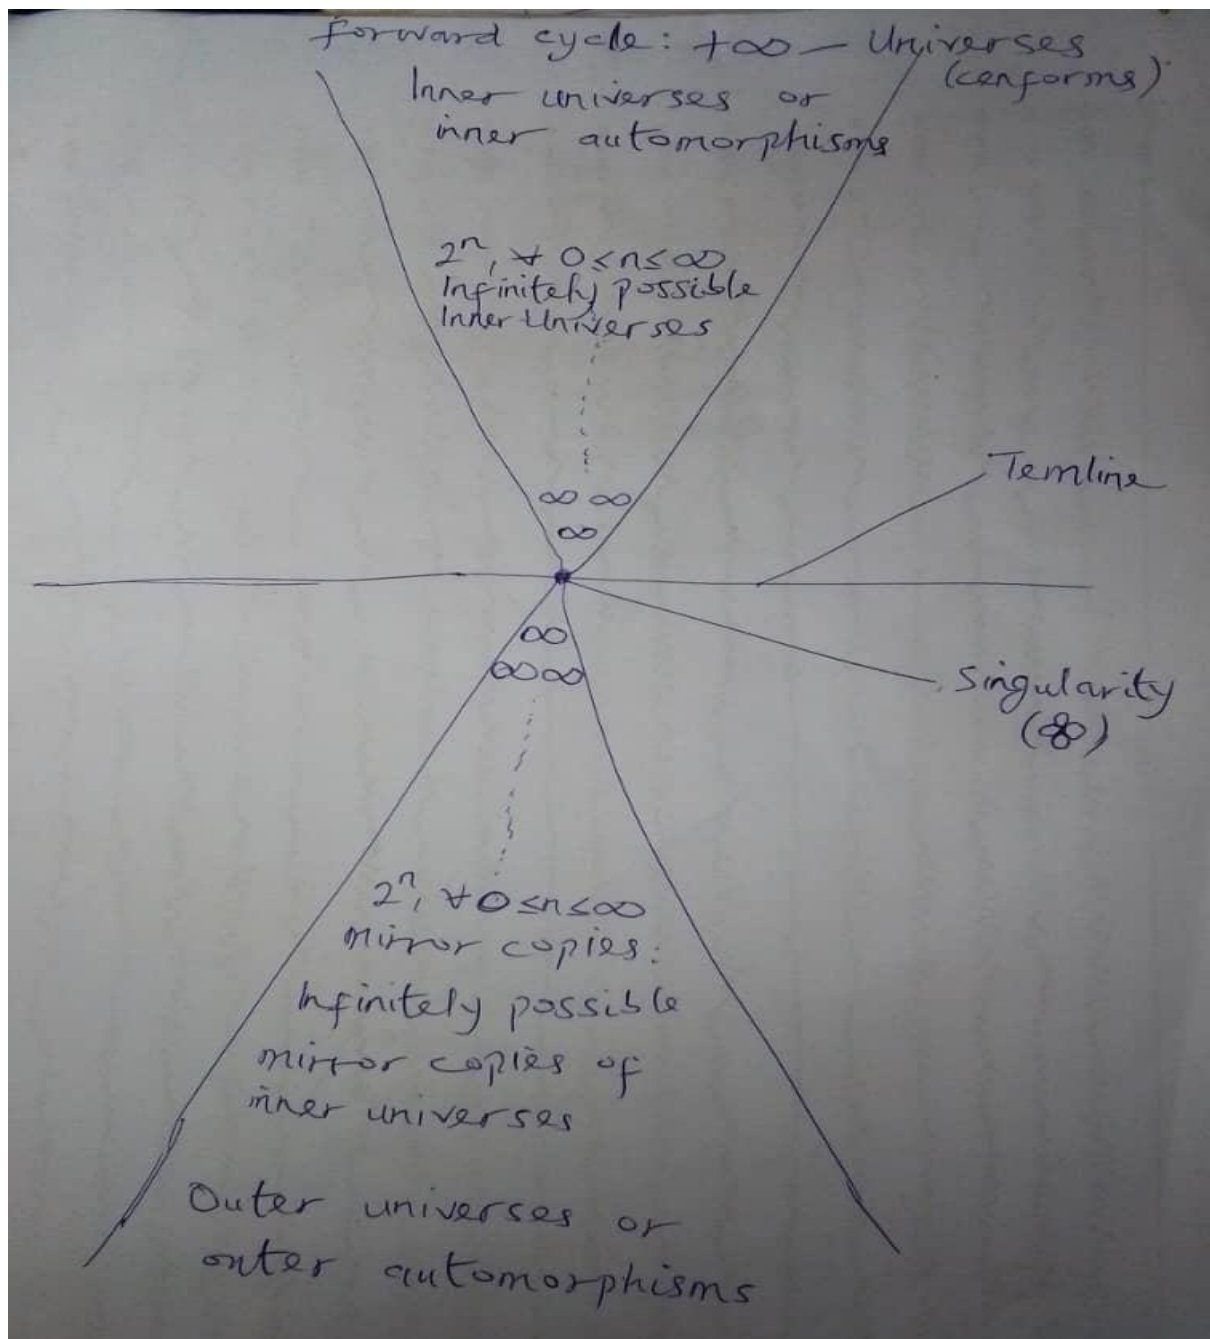 Forward cycle: +∞ – Universes
(cenforms)
Inner universes or
inner automorphisms
2ⁿ, ∀ 0≤n≤∞
Infinitely possible
Inner Universes
∞ ∞
∞
Temline
∞
∞∞
Singularity
2ⁿ, ∀ 0≤n≤∞
mirror copies:
Infinitely possible
mirror copies of
inner universes
Outer universes or
outer automorphisms